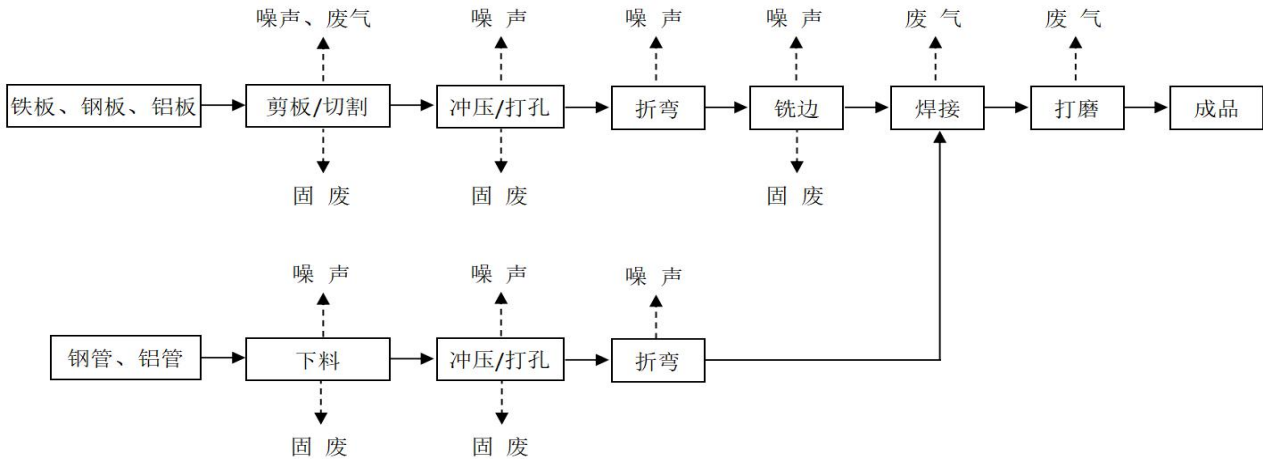 噪声、废气 噪 声 噪 声 噪 声 废 气 废 气
铁板、钢板、铝板 剪板/切割 冲压/打孔 折弯 铣边 焊接 打磨 成品
固 废 固 废 固 废
噪 声 噪 声 噪 声
钢管、铝管 下料 冲压/打孔 折弯
固 废 固 废